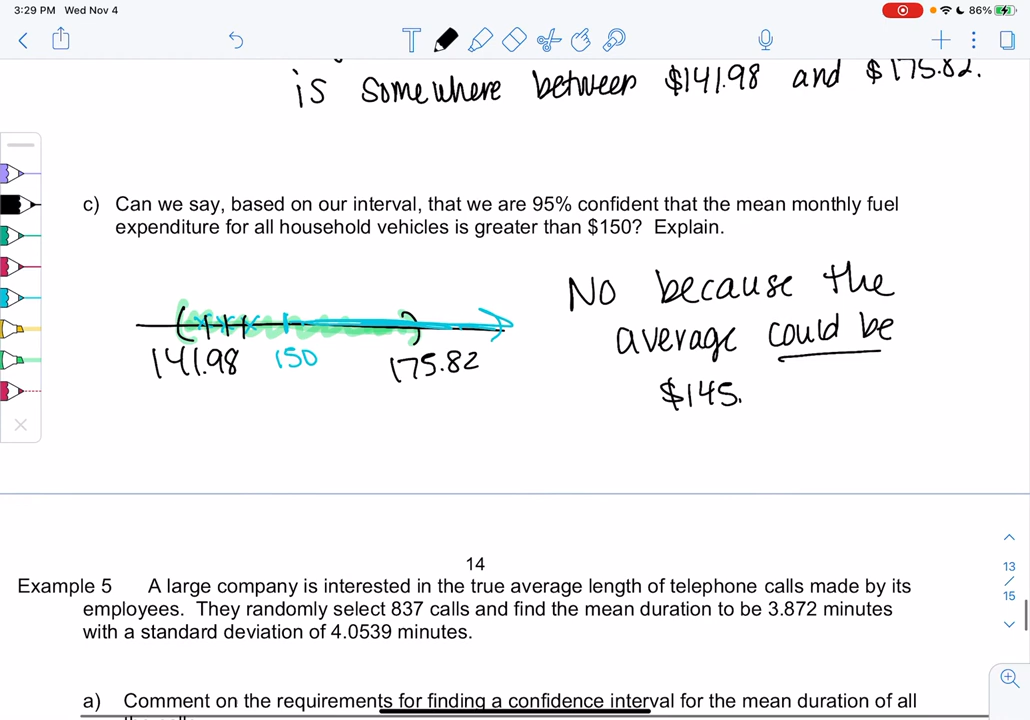 3:29 PM Wed Nov 4
86%
is somewhere between $141.98 and $175.82.
c) Can we say, based on our interval, that we are 95% confident that the mean monthly fuel
expenditure for all household vehicles is greater than $150? Explain.
No because the
average could be
$145.
141.98 150 175.82
14
Example 5 A large company is interested in the true average length of telephone calls made by its
employees. They randomly select 837 calls and find the mean duration to be 3.872 minutes
with a standard deviation of 4.0539 minutes.
a) Comment on the requirements for finding a confidence interval for the mean duration of all
13
/
15